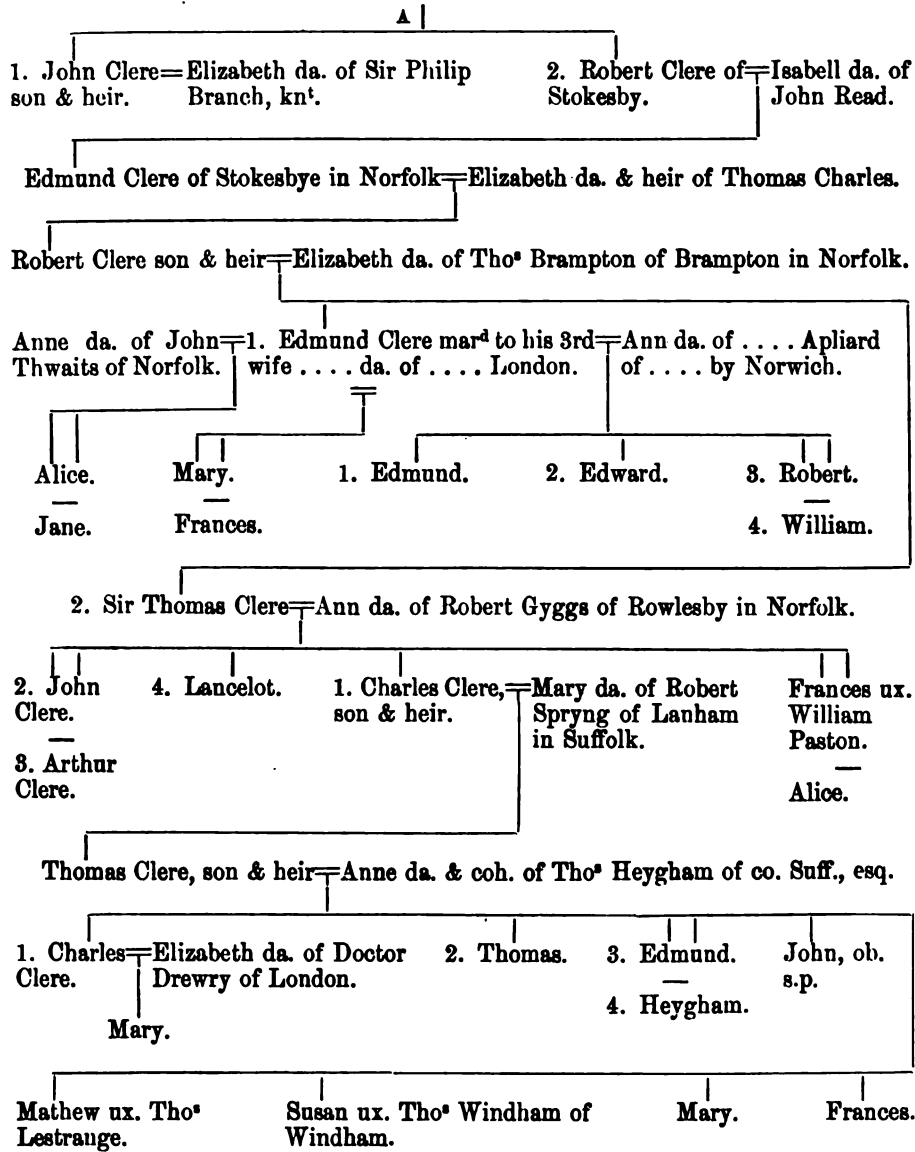 A
1. John Clere=Elizabeth da. of Sir Philip 2. Robert Clere of=Isabell da. of
son & heir. Branch, knᵗ. Stokesby. John Read.
Edmund Clere of Stokesbye in Norfolk=Elizabeth da. & heir of Thomas Charles.
Robert Clere son & heir=Elizabeth da. of Thoˢ Brampton of Brampton in Norfolk.
Anne da. of John=1. Edmund Clere marᵈ to his 3rd=Ann da. of .... Apliard
Thwaits of Norfolk. wife .... da. of .... London. of .... by Norwich.
Alice. Mary. 1. Edmund. 2. Edward. 3. Robert.
Jane. Frances. 4. William.
2. Sir Thomas Clere=Ann da. of Robert Gyggs of Rowlesby in Norfolk.
2. John 4. Lancelot. 1. Charles Clere,=Mary da. of Robert Frances ux.
Clere. son & heir. Spryng of Lanham William
in Suffolk. Paston.
3. Arthur
Clere. Alice.
Thomas Clere, son & heir=Anne da. & coh. of Thoˢ Heygham of co. Suff., esq.
1. Charles=Elizabeth da. of Doctor 2. Thomas. 3. Edmund. John, ob.
Clere. Drewry of London. s.p.
4. Heygham.
Mary.
Mathew ux. Thoˢ Susan ux. Thoˢ Windham of Mary. Frances.
Lestrange. Windham.